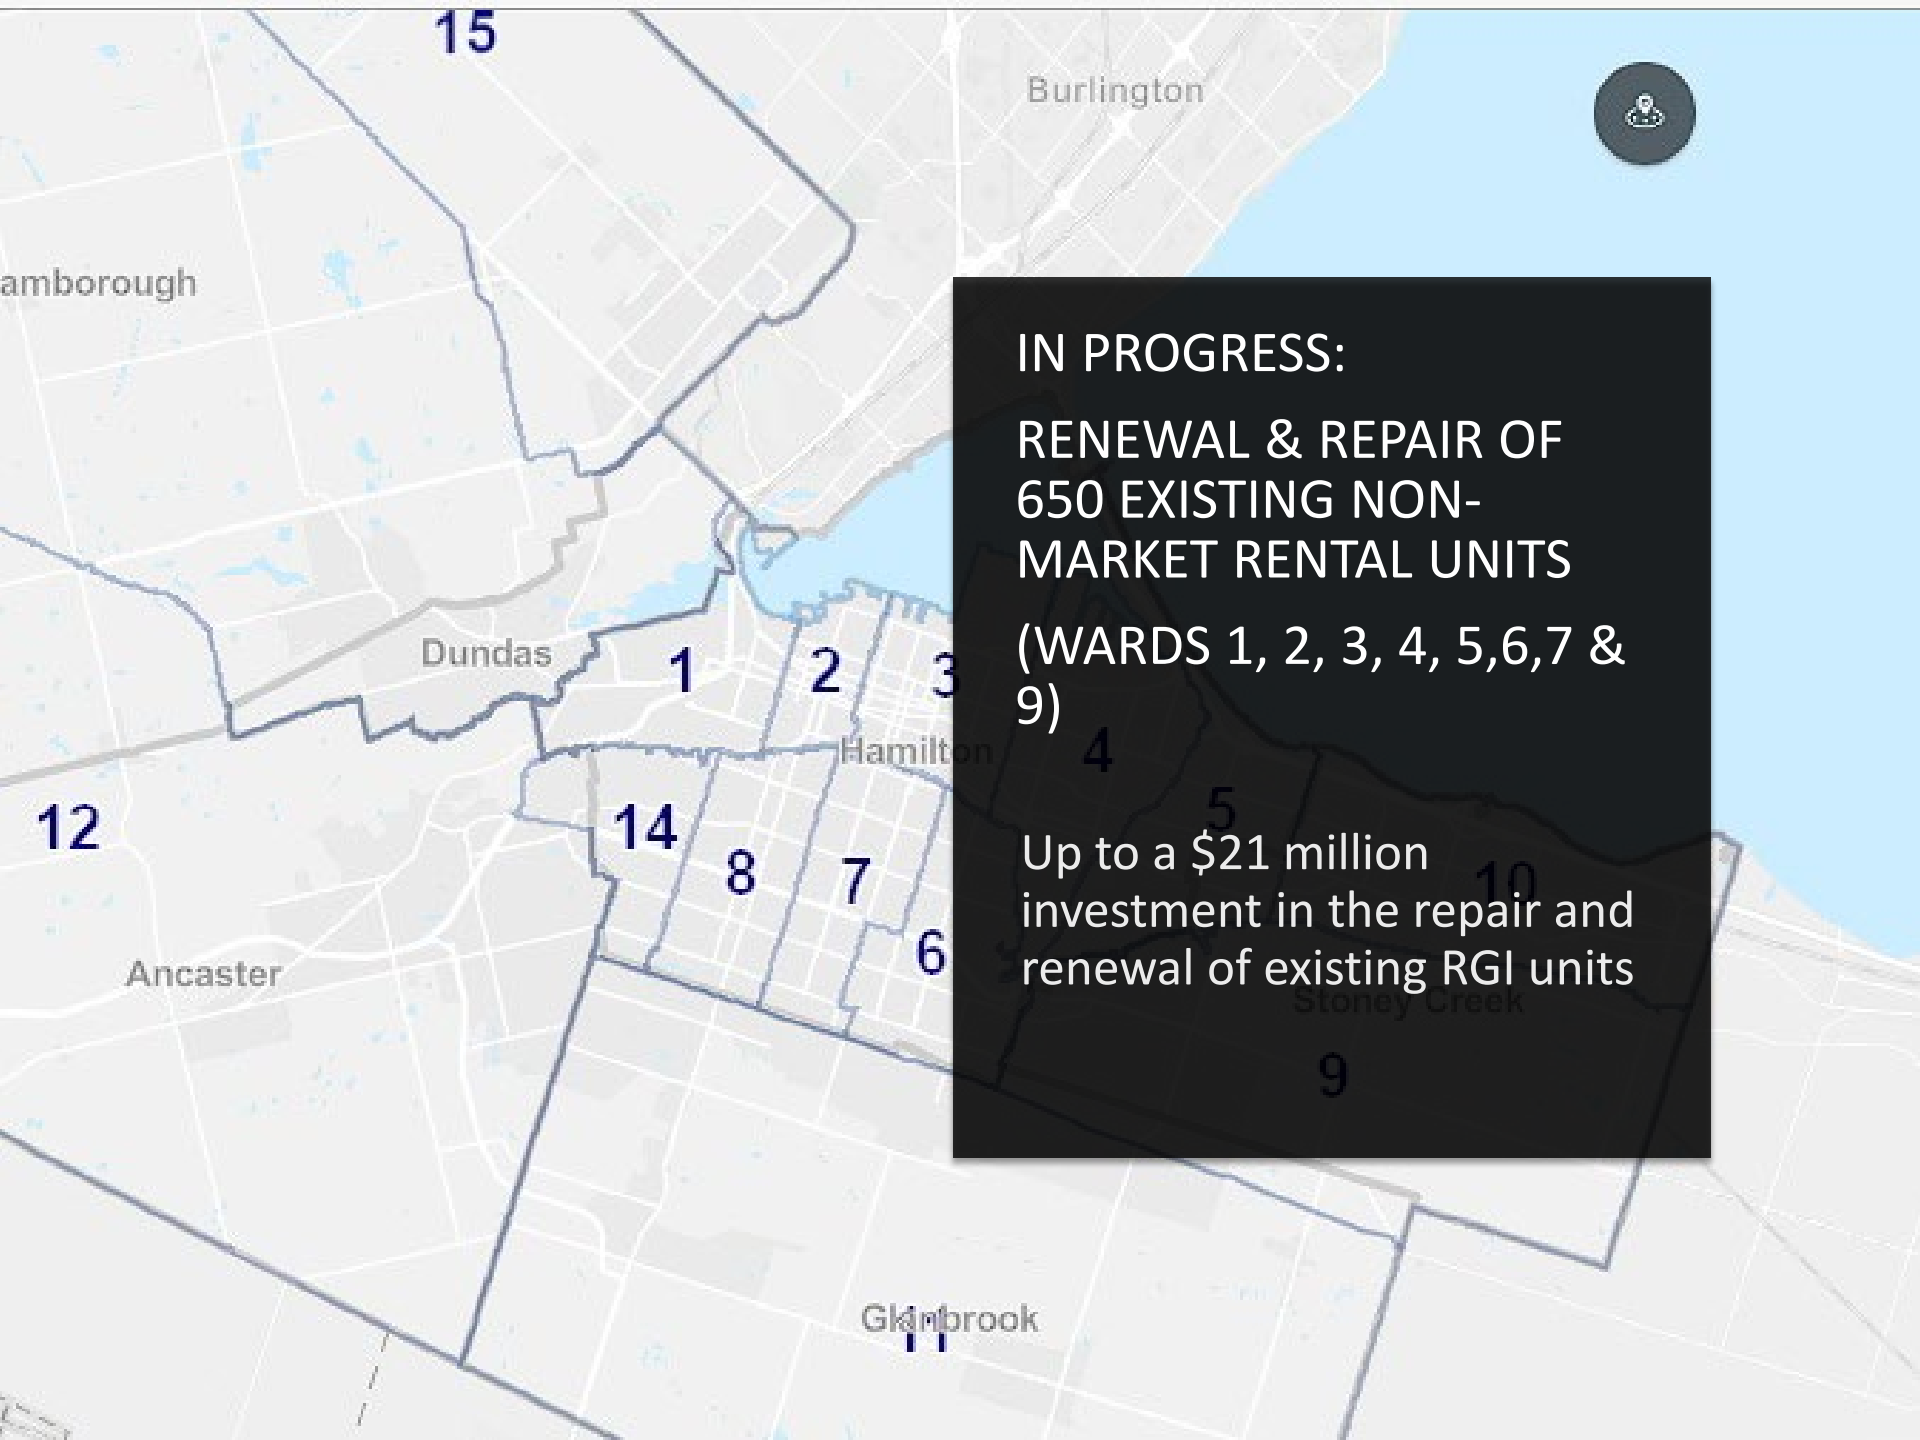 15
Burlington
amborough
IN PROGRESS:
RENEWAL & REPAIR OF
650 EXISTING NON-
MARKET RENTAL UNITS
(WARDS 1, 2, 3, 4, 5,6,7 &
9)
Dundas
1
2
3
Hamilton
4
5
12
14
8
7
10
6
Up to a $21 million
investment in the repair and
renewal of existing RGI units
Ancaster
Stoney Creek
9
Glanbrook
11